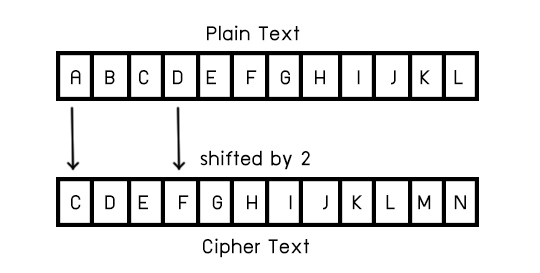 Plain Text
A B C D E F G H I J K L
shifted by 2
C D E F G H I J K L M N
Cipher Text